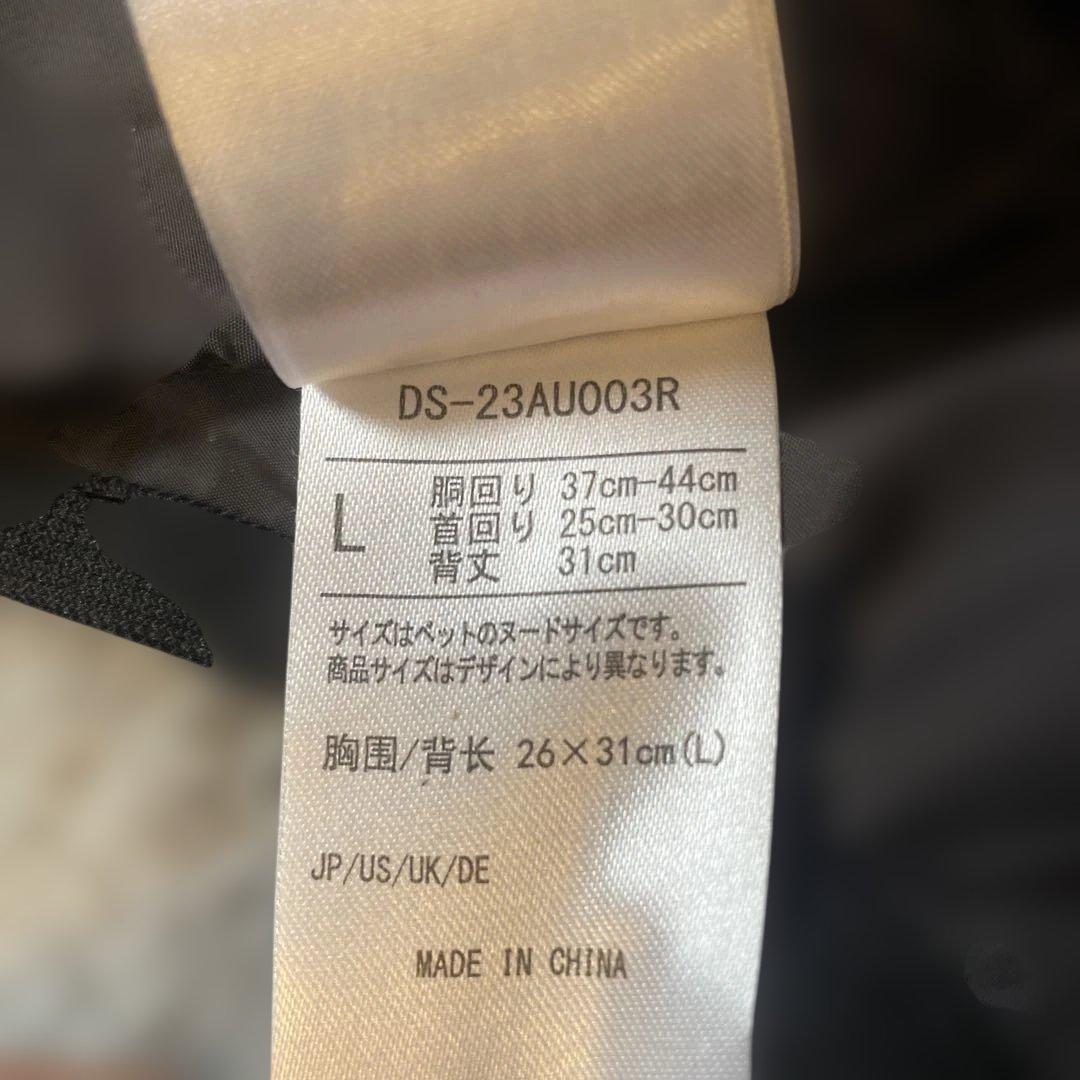 DS-23AU003R
L
胴回り 37cm-44cm
首回り 25cm-30cm
背丈 31cm
サイズはペットのヌードサイズです。
商品サイズはデザインにより異なります。
胸围/背长 26×31cm(L)
JP/US/UK/DE
MADE IN CHINA